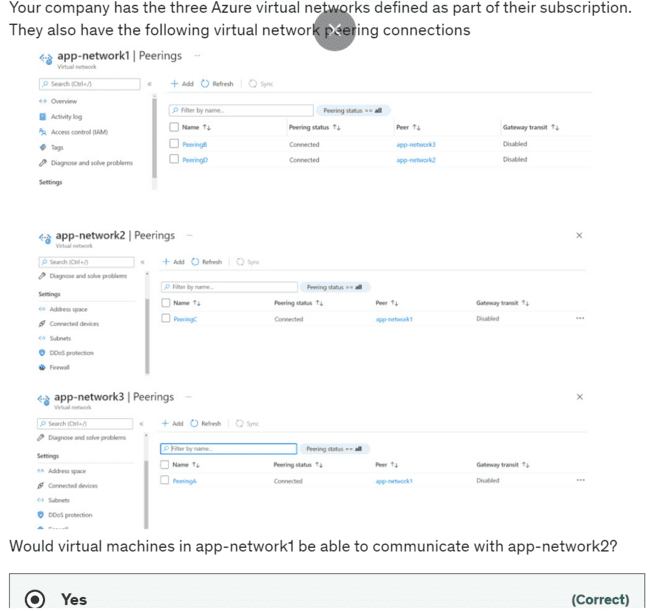 Your company has the three Azure virtual networks defined as part of their subscription.
They also have the following virtual network peering connections
app-network1 | Peerings ...
Virtual network
Search (Ctrl+/) « + Add Refresh Sync
Overview
Activity log
Access control (IAM)
Tags
Diagnose and solve problems
Settings
Filter by name... Peering status == all
Name ↑↓ Peering status ↑↓ Peer ↑↓ Gateway transit ↑↓
PeeringB Connected app-network3 Disabled
PeeringD Connected app-network2 Disabled
app-network2 | Peerings ... ×
Virtual network
Search (Ctrl+/) « + Add Refresh Sync
Diagnose and solve problems
Settings
Address space
Connected devices
Subnets
DDoS protection
Firewall
Filter by name... Peering status == all
Name ↑↓ Peering status ↑↓ Peer ↑↓ Gateway transit ↑↓
PeeringC Connected app-network1 Disabled ...
app-network3 | Peerings ... ×
Virtual network
Search (Ctrl+/) « + Add Refresh Sync
Diagnose and solve problems
Settings
Address space
Connected devices
Subnets
DDoS protection
Filter by name... Peering status == all
Name ↑↓ Peering status ↑↓ Peer ↑↓ Gateway transit ↑↓
PeeringA Connected app-network1 Disabled ...
Would virtual machines in app-network1 be able to communicate with app-network2?
Yes (Correct)